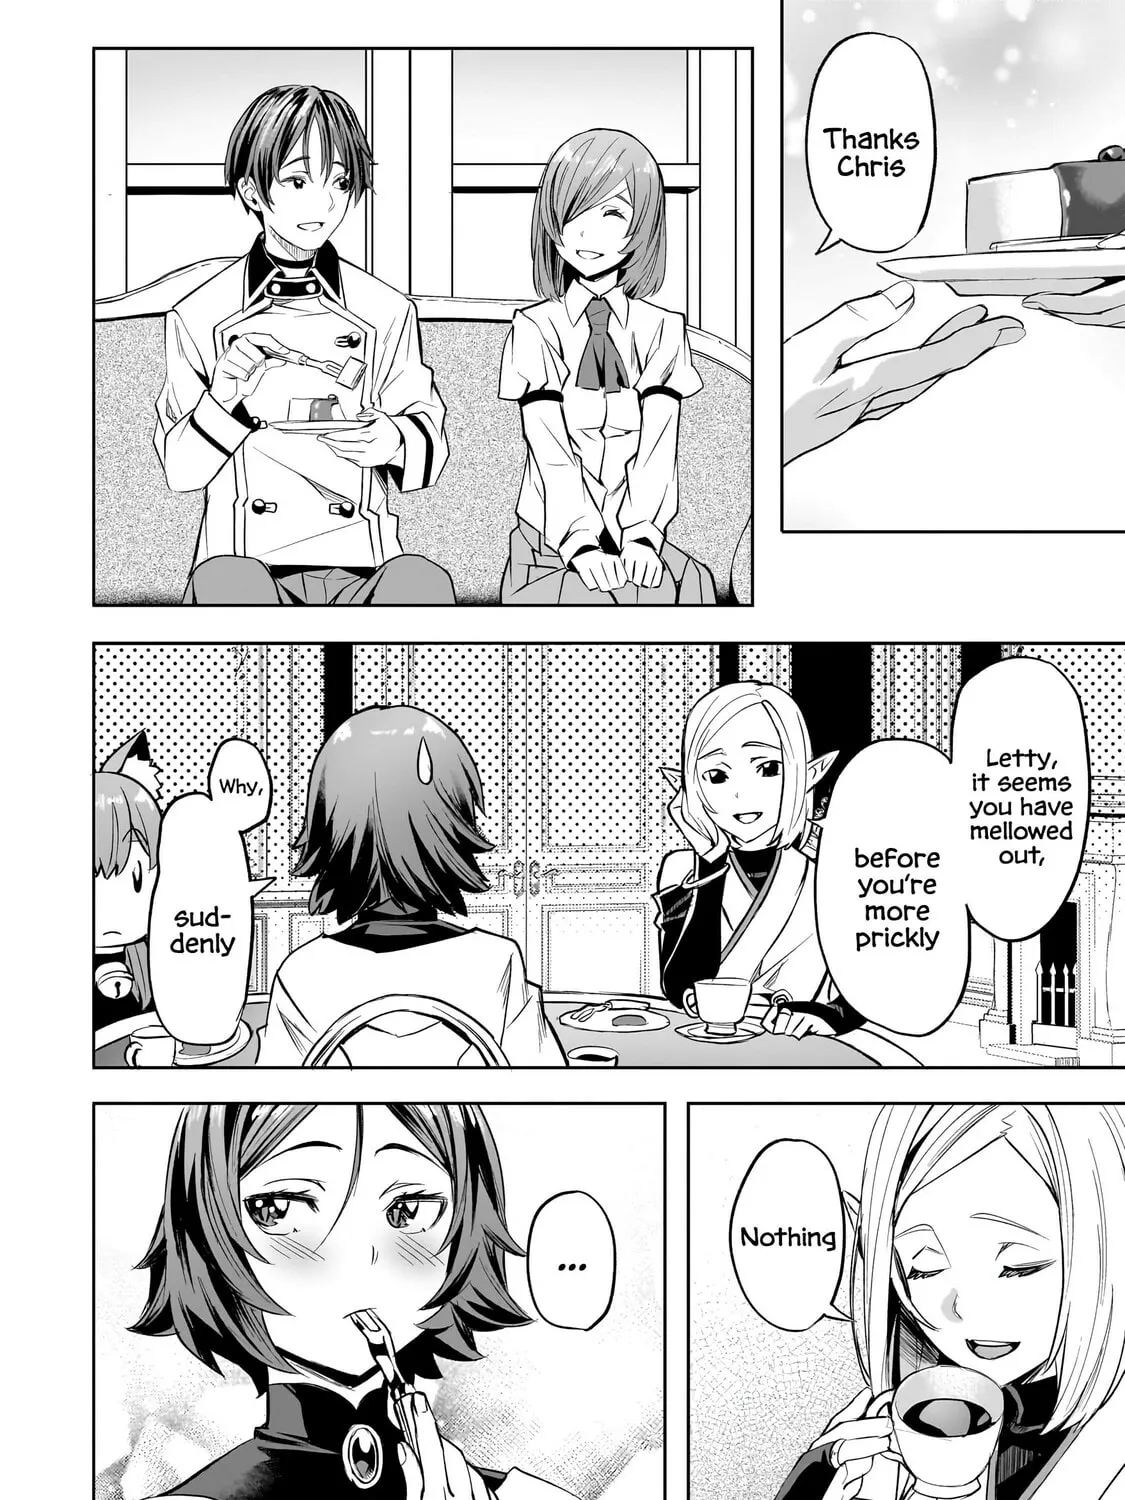 Thanks
Chris
Letty,
it seems
you have
mellowed
out,
before
you're
more
prickly
Why,
sud-
denly
Nothing
...